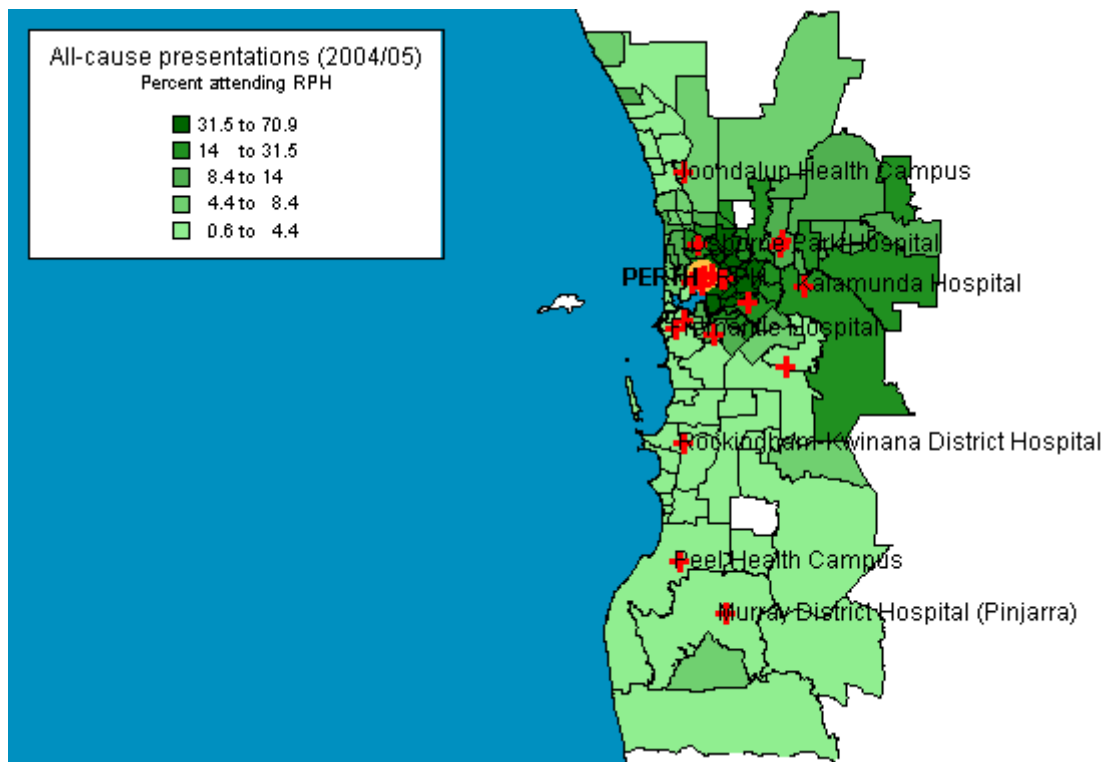 All-cause presentations (2004/05)
Percent attending RPH
31.5 to 70.9
14 to 31.5
8.4 to 14
4.4 to 8.4
0.6 to 4.4
Joondalup Health Campus
Osborne Park Hospital
PERTH RPH
Kalamunda Hospital
Fremantle Hospital
Rockingham-Kwinana District Hospital
Peel Health Campus
Murray District Hospital (Pinjarra)